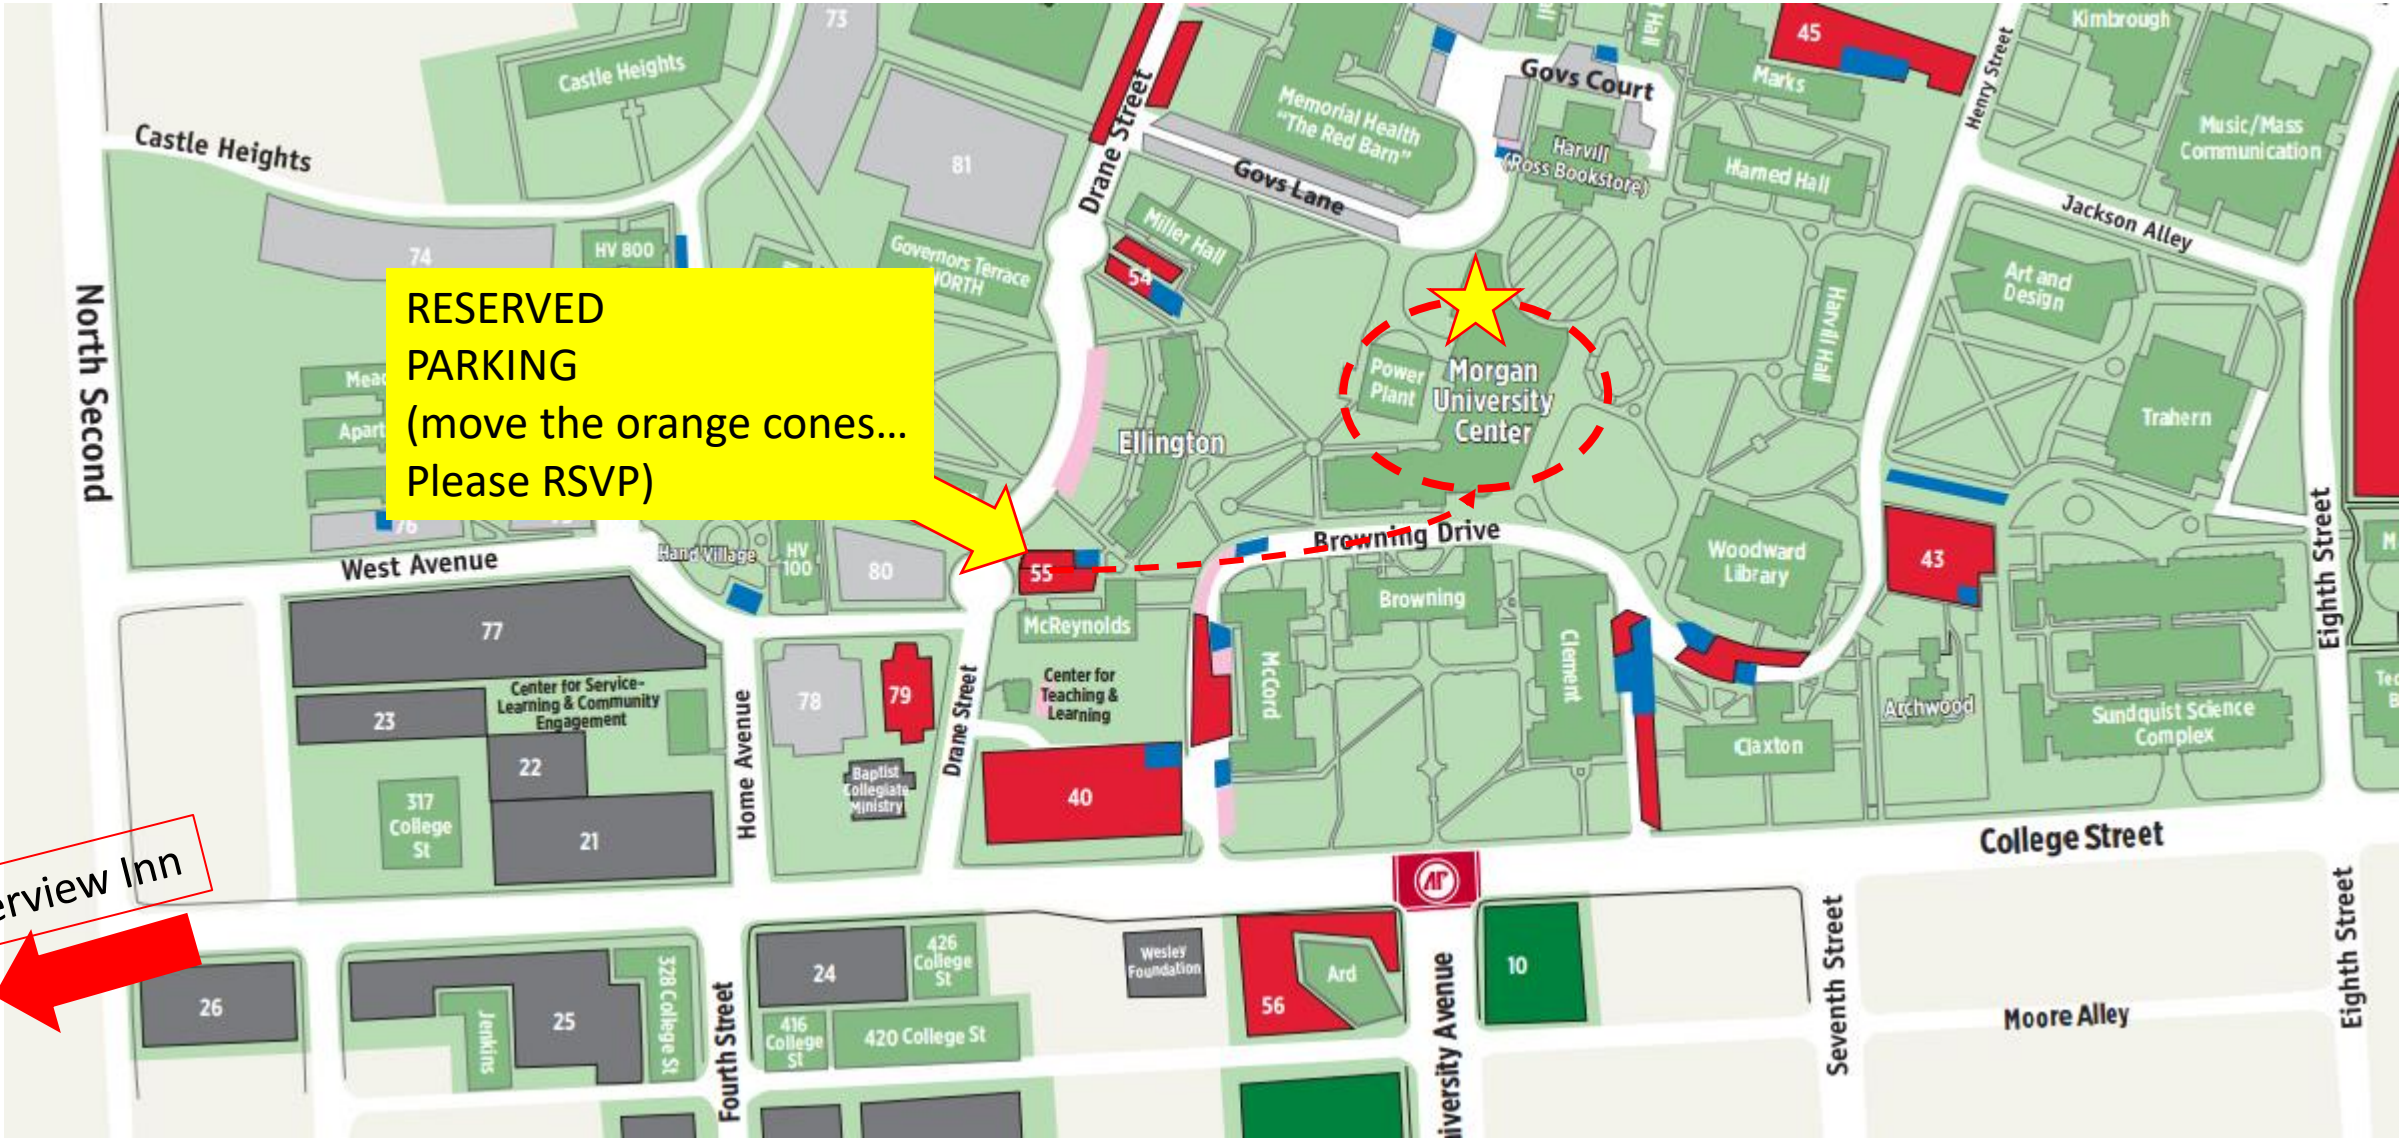 73
45
Kimbrough
Hall
Castle Heights
Govs Court
Marks
Henry Street
Drane Street
Memorial Health
"The Red Barn"
Music/Mass
Communication
Castle Heights
81
Harvill
(Ross Bookstore)
Govs Lane
Harned Hall
Jackson Alley
Miller Hall
74
HV 800
Governors Terrace
NORTH
54
Art and
Design
Harvill Hall
North Second
RESERVED
PARKING
(move the orange cones...
Please RSVP)
Power
Plant
Morgan
University
Center
Trahern
Ellington
76
Browning Drive
Eighth Street
West Avenue
Hand Village
HV
100
80
55
Woodward
Library
43
77
McReynolds
Browning
McCord
Clement
Center for
Teaching &
Learning
Center for Service-
Learning & Community
Engagement
23
78
79
Drane Street
Archwood
Sundquist Science
Complex
Claxton
22
Home Avenue
Baptist
Collegiate
Ministry
40
317
College
St
21
College Street
erview Inn
AP
26
25
Jenkins
328 College St
Fourth Street
24
426
College
St
416
College
St
420 College St
Wesley
Foundation
56
Ard
10
University Avenue
Seventh Street
Moore Alley
Eighth Street